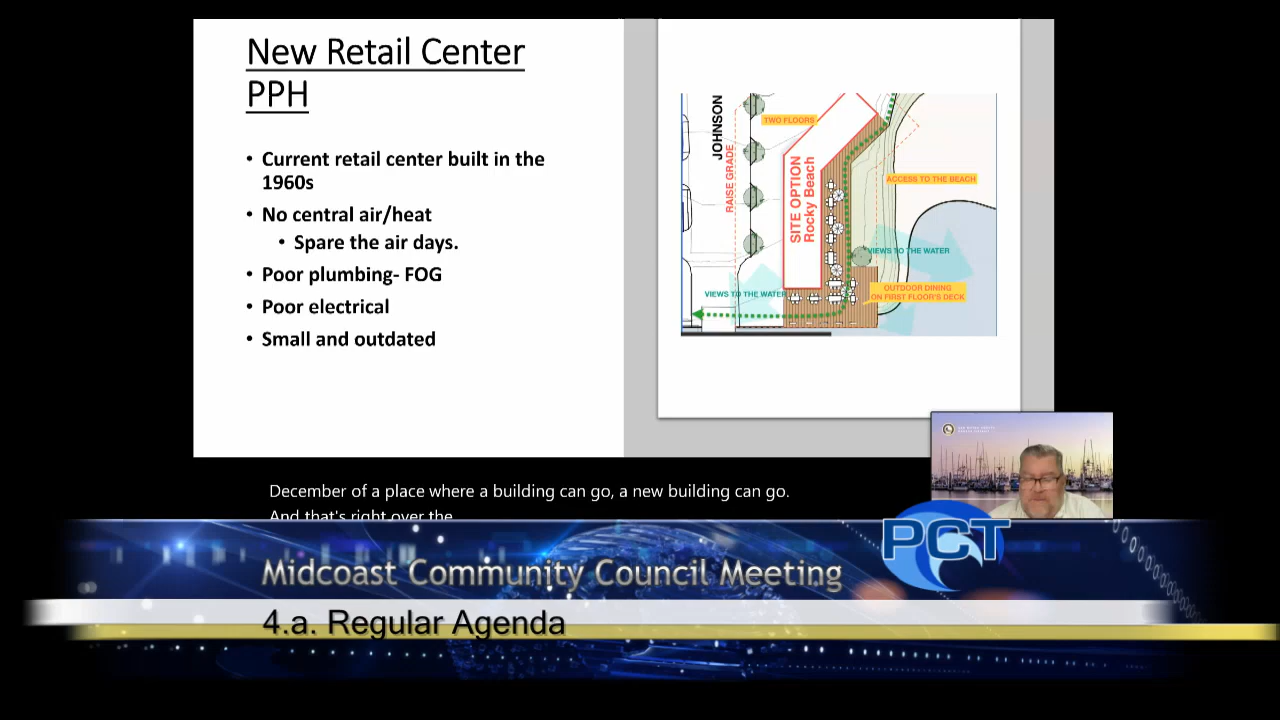 New Retail Center
PPH
• Current retail center built in the
1960s
• No central air/heat
• Spare the air days.
• Poor plumbing- FOG
• Poor electrical
• Small and outdated
JOHNSON
RAISE GRADE
TWO FLOORS
SITE OPTION
Rocky Beach
ACCESS TO THE BEACH
VIEWS TO THE WATER
VIEWS TO THE WATER
OUTDOOR DINING
ON FIRST FLOOR'S DECK
December of a place where a building can go, a new building can go.
And that's right over the
PCT
Midcoast Community Council Meeting
4.a. Regular Agenda